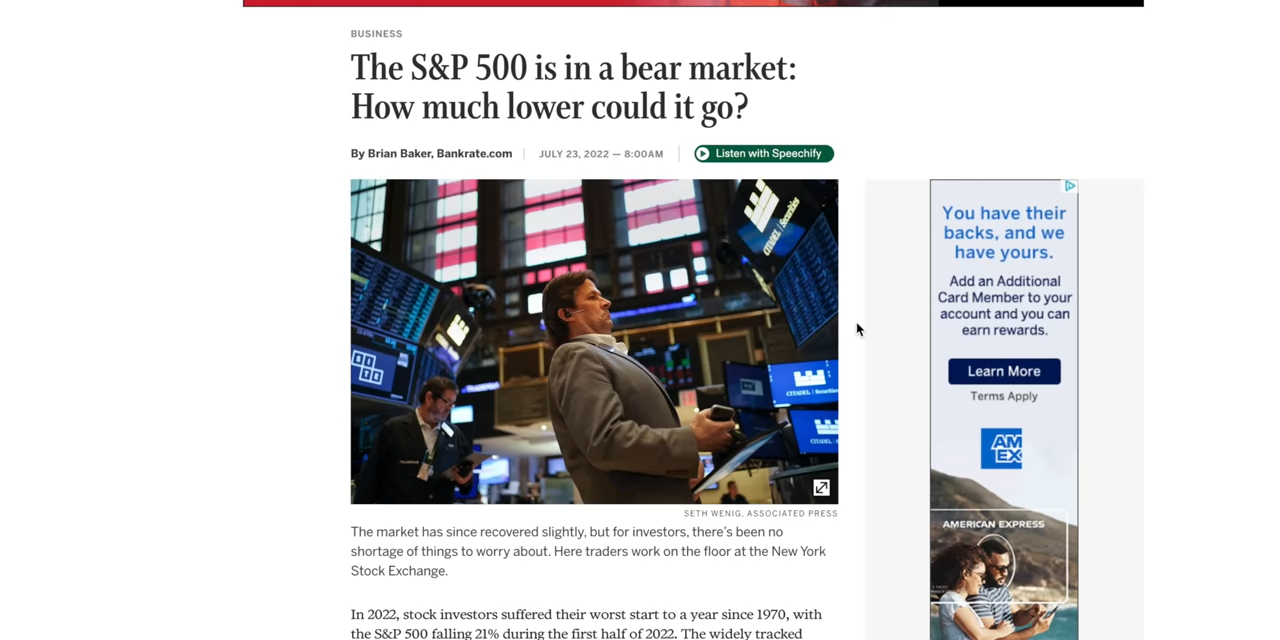 BUSINESS
The S&P 500 is in a bear market:
How much lower could it go?
By Brian Baker, Bankrate.com
JULY 23, 2022 — 8:00AM
Listen with Speechify
CITADEL | Securities
CITADEL | Securities
CITADEL
SETH WENIG, ASSOCIATED PRESS
The market has since recovered slightly, but for investors, there's been no
shortage of things to worry about. Here traders work on the floor at the New York
Stock Exchange.
In 2022, stock investors suffered their worst start to a year since 1970, with
the S&P 500 falling 21% during the first half of 2022. The widely tracked
You have their
backs, and we
have yours.
Add an Additional
Card Member to your
account and you can
earn rewards.
Learn More
Terms Apply
AM
EX
AMERICAN EXPRESS